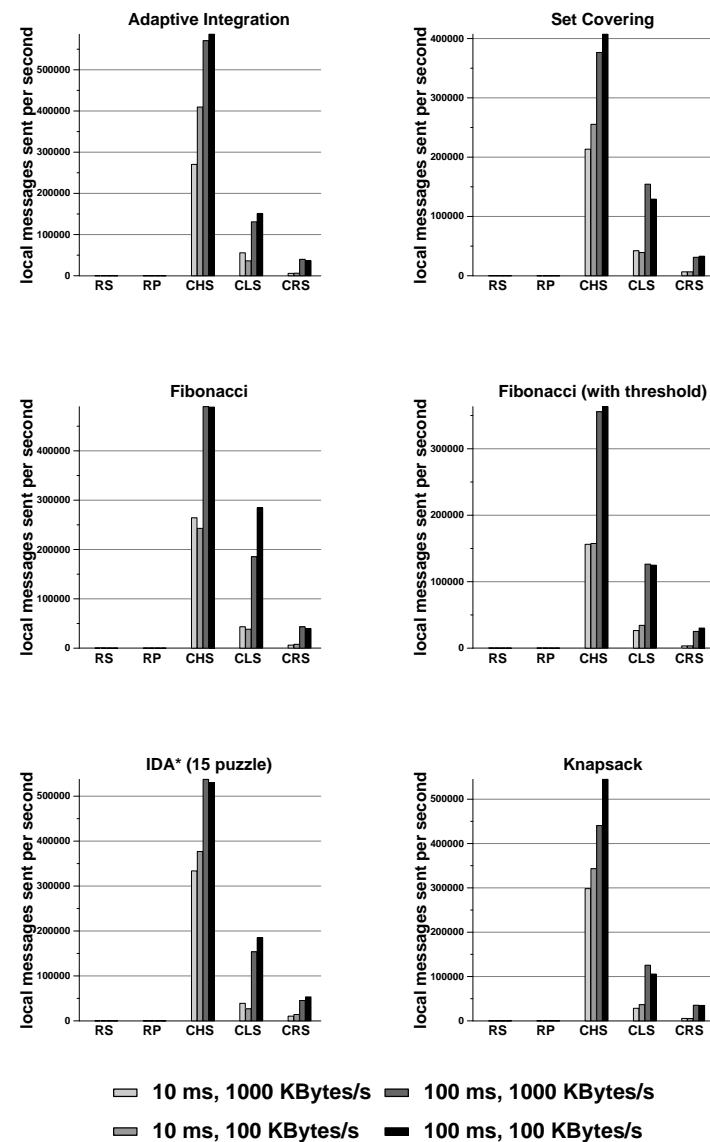 Adaptive Integration
local messages sent per second
500000
400000
300000
200000
100000
0
RS RP CHS CLS CRS
Set Covering
local messages sent per second
400000
300000
200000
100000
0
RS RP CHS CLS CRS
Fibonacci
local messages sent per second
400000
300000
200000
100000
0
RS RP CHS CLS CRS
Fibonacci (with threshold)
local messages sent per second
300000
200000
100000
0
RS RP CHS CLS CRS
IDA* (15 puzzle)
local messages sent per second
500000
400000
300000
200000
100000
0
RS RP CHS CLS CRS
Knapsack
local messages sent per second
500000
400000
300000
200000
100000
0
RS RP CHS CLS CRS
10 ms, 1000 KBytes/s 100 ms, 1000 KBytes/s
10 ms, 100 KBytes/s 100 ms, 100 KBytes/s